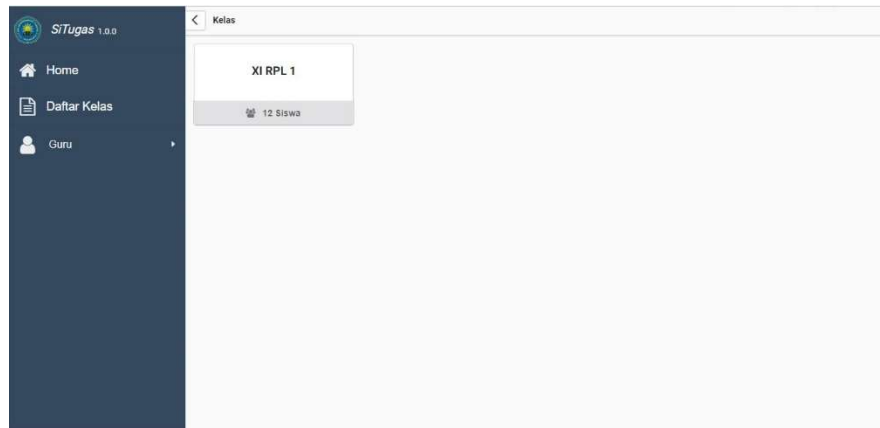 SiTugas 1.0.0
Home
Daftar Kelas
Guru
Kelas
XI RPL 1
12 Siswa